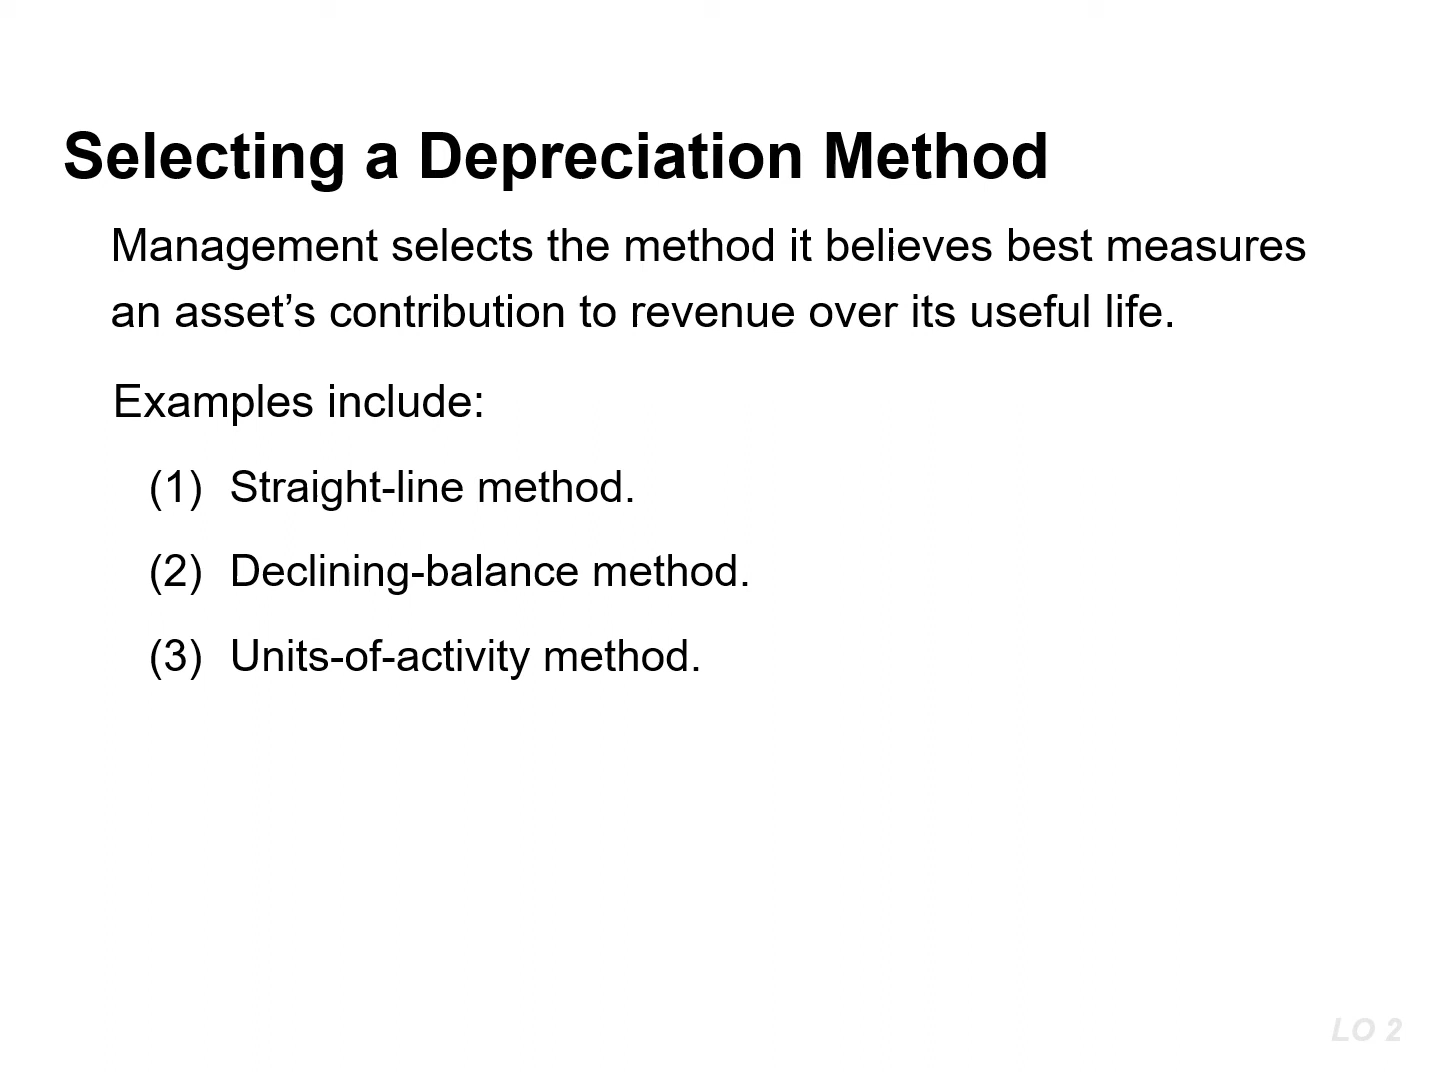 Selecting a Depreciation Method
Management selects the method it believes best measures
an asset’s contribution to revenue over its useful life.
Examples include:
(1) Straight-line method.
(2) Declining-balance method.
(3) Units-of-activity method.
LO 2